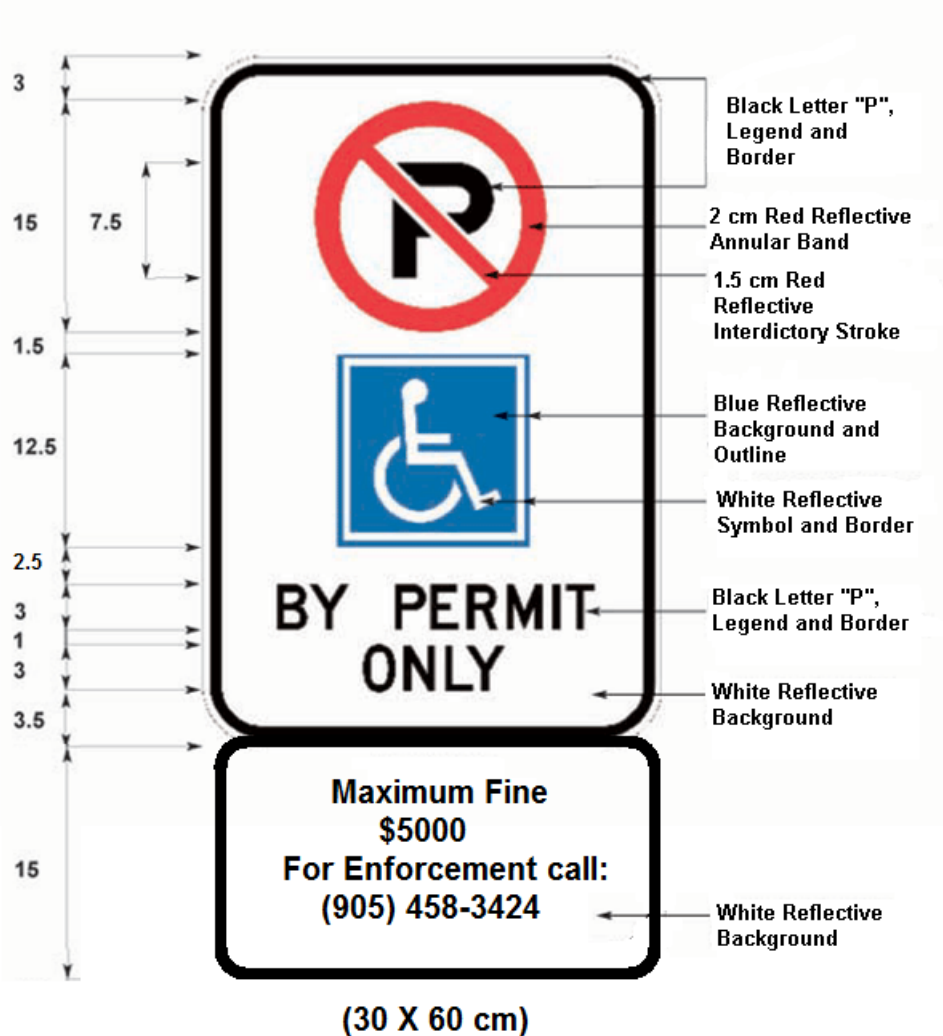 3
15
7.5
1.5
12.5
2.5
3
1
3
3.5
15
P
BY PERMIT
ONLY
Maximum Fine
$5000
For Enforcement call:
(905) 458-3424
Black Letter "P",
Legend and
Border
2 cm Red Reflective
Annular Band
1.5 cm Red
Reflective
Interdictory Stroke
Blue Reflective
Background and
Outline
White Reflective
Symbol and Border
Black Letter "P",
Legend and Border
White Reflective
Background
White Reflective
Background
(30 X 60 cm)